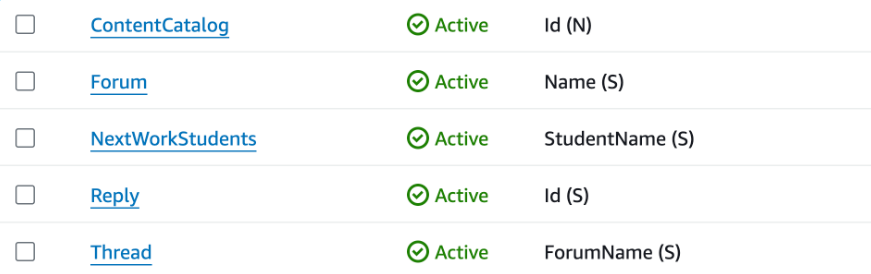 ContentCatalog Active Id (N)
Forum Active Name (S)
NextWorkStudents Active StudentName (S)
Reply Active Id (S)
Thread Active ForumName (S)